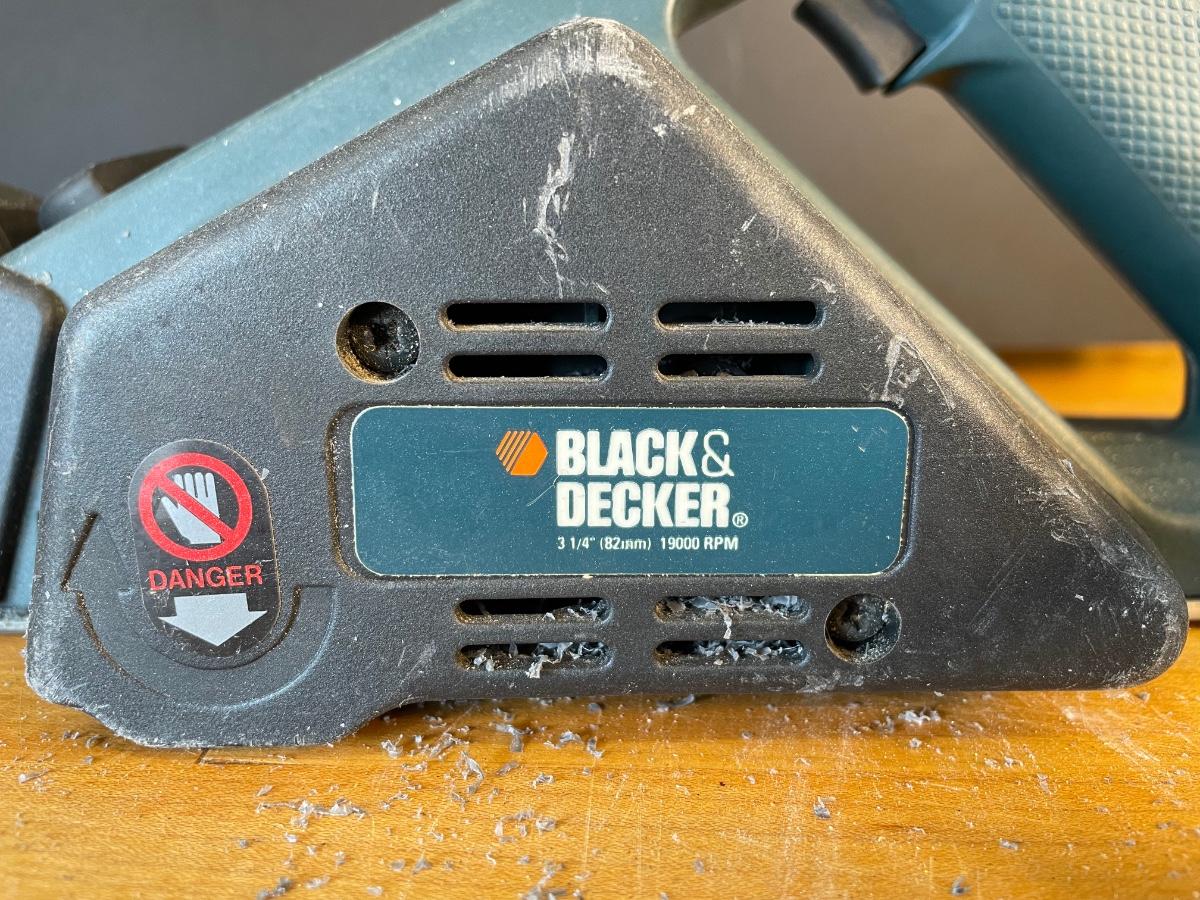 BLACK&
DECKER®
3 1/4" (82mm) 19000 RPM
DANGER